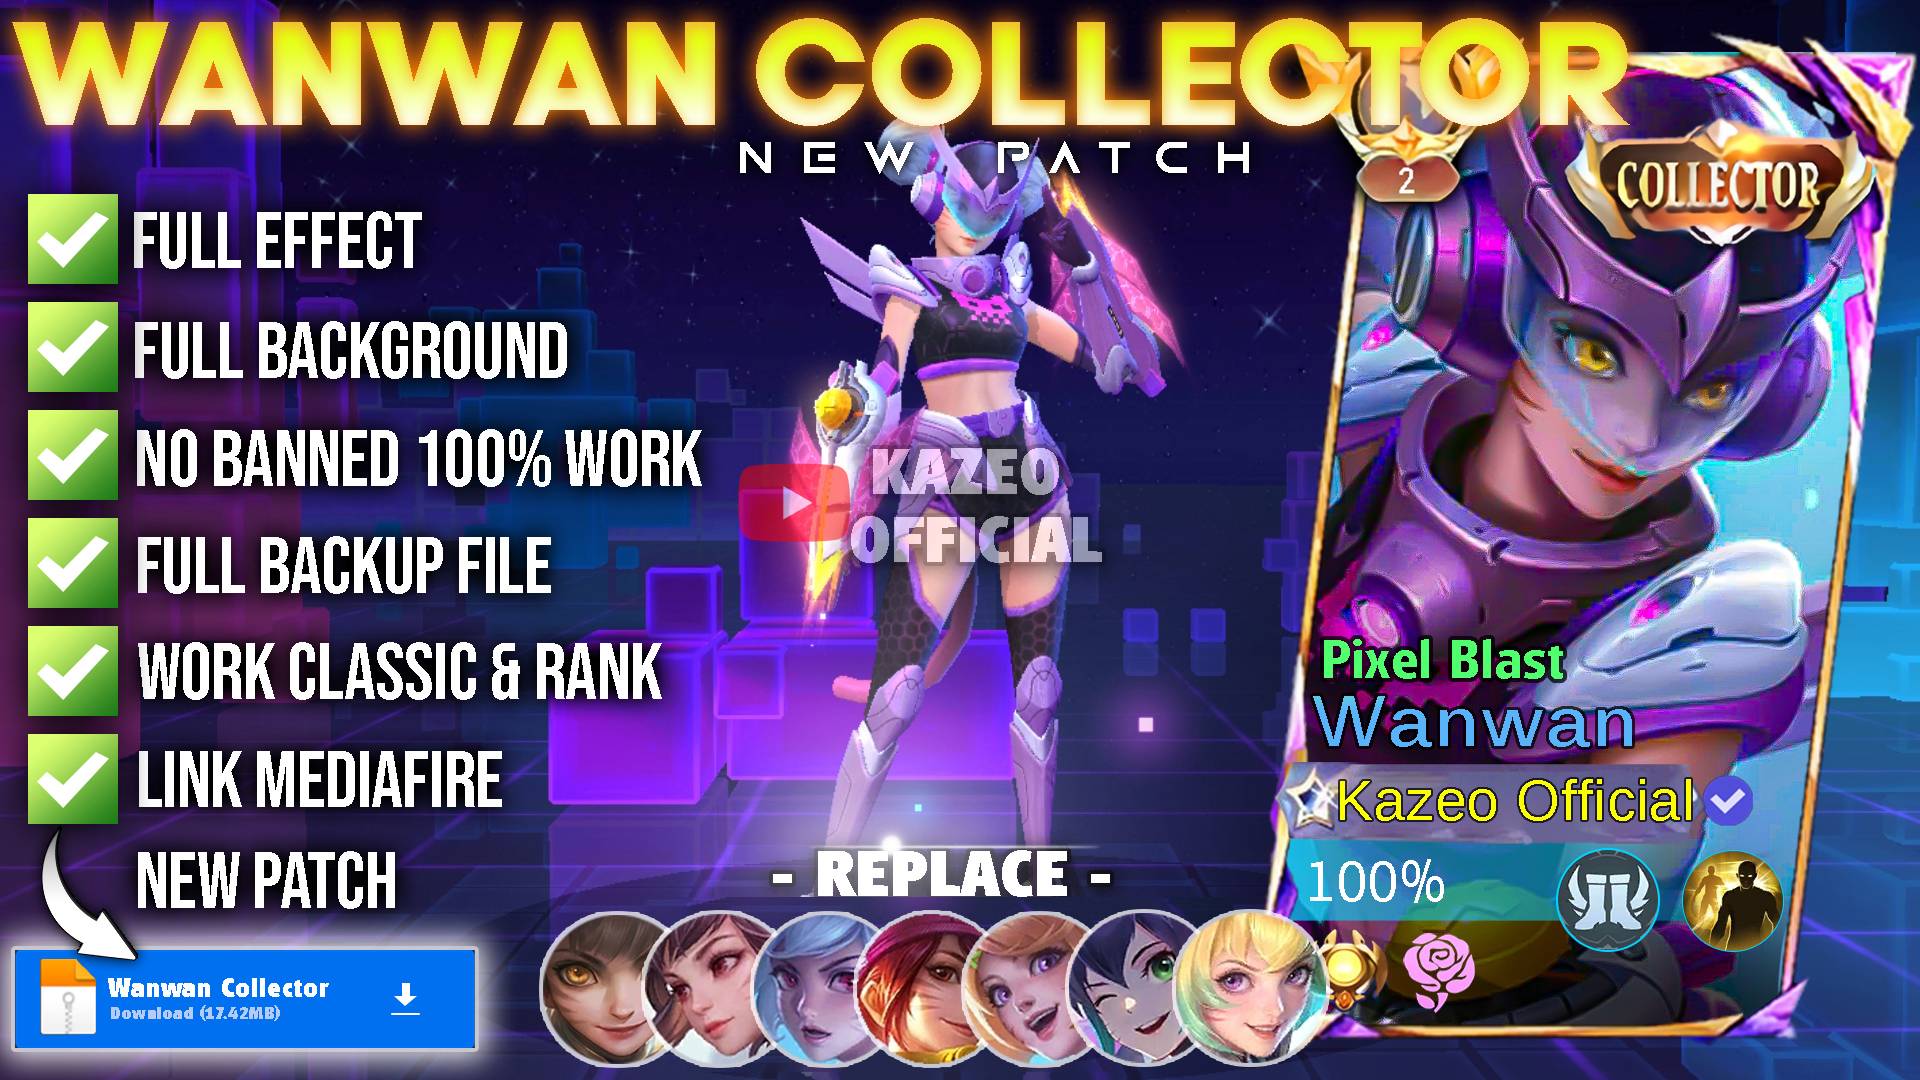 WANWAN COLLECTOR
NEW PATCH
2
COLLECTOR
FULL EFFECT
FULL BACKGROUND
NO BANNED 100% WORK
FULL BACKUP FILE
WORK CLASSIC & RANK
LINK MEDIAFIRE
NEW PATCH
Wanwan Collector
Download (17.42MB)
KAZEO
OFFICIAL
- REPLACE -
Pixel Blast
Wanwan
Kazeo Official
100%